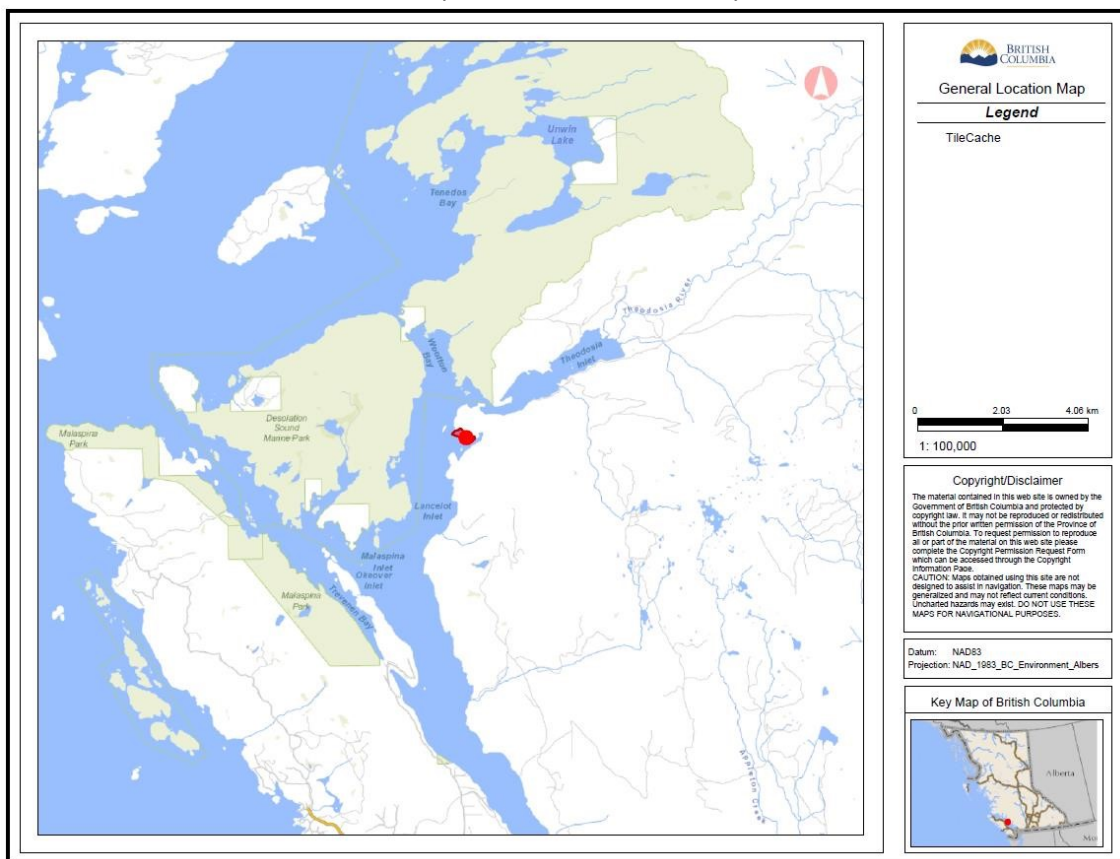 Unwin
Lake
Tenedos
Bay
Theodosia River
Wootton
Bay
Theodosia
Inlet
Desolation
Sound
Marine Park
Malaspina
Park
Lancelot
Inlet
Malaspina
Inlet
Okeover
Inlet
Trevenen Bay
Malaspina
Park
Appleton Creek
BRITISH
COLUMBIA
General Location Map
Legend
TileCache
0 2.03 4.06 km
1: 100,000
Copyright/Disclaimer
The material contained in this web site is owned by the
Government of British Columbia and protected by
copyright law. It may not be reproduced or redistributed
without the prior written permission of the Province of
British Columbia. To request permission to reproduce
all or part of the material on this web site please
complete the Copyright Permission Request Form
which can be accessed through the Copyright
Information Page.
CAUTION: Maps obtained using this site are not
designed to assist in navigation. These maps may be
generalized and may not reflect current conditions.
Uncharted hazards may exist. DO NOT USE THESE
MAPS FOR NAVIGATIONAL PURPOSES.
Datum: NAD83
Projection: NAD_1983_BC_Environment_Albers
Key Map of British Columbia
Alberta